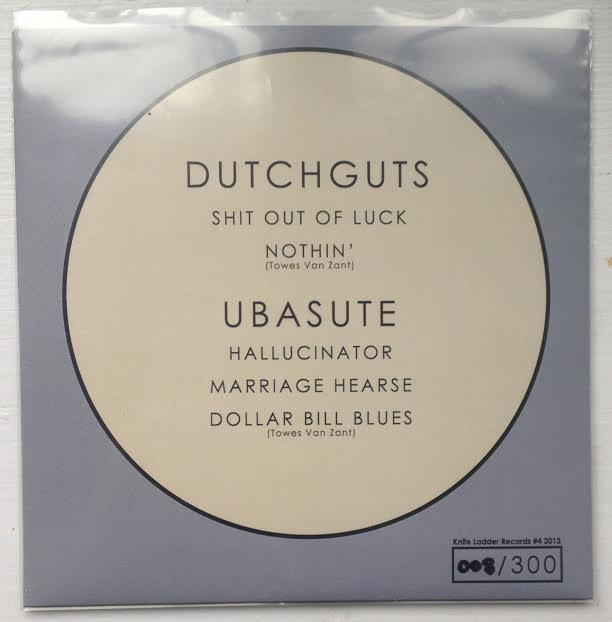 DUTCHGUTS
SHIT OUT OF LUCK
NOTHIN'
(Towes Van Zant)
UBASUTE
HALLUCINATOR
MARRIAGE HEARSE
DOLLAR BILL BLUES
(Towes Van Zant)
Knife Ladder Records #4 2013
008/300